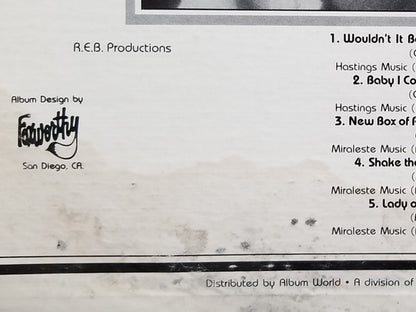 R.E.B. Productions
Album Design by
Foxworthy
San Diego, CA.
1. Wouldn't It B
(
Hastings Music (
2. Baby I Co
(
Hastings Music (
3. New Box of
Miraleste Music (
4. Shake the
(
Miraleste Music (
5. Lady o
(
Miraleste Music (
Distributed by Album World • A division of